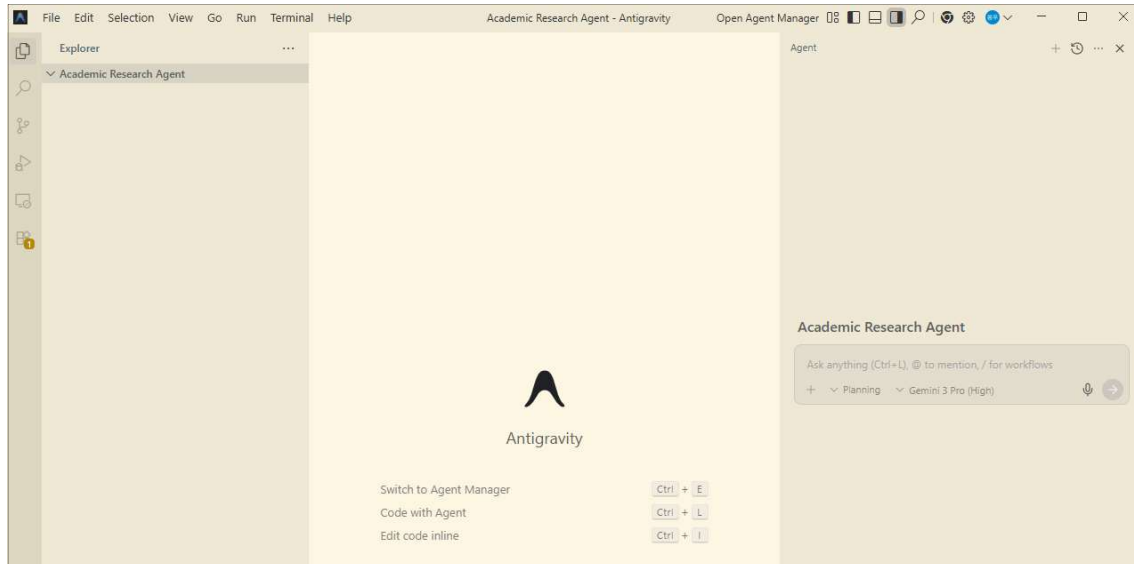 File Edit Selection View Go Run Terminal Help
Academic Research Agent - Antigravity
Open Agent Manager
Explorer
Academic Research Agent
1
Agent
Academic Research Agent
Ask anything (Ctrl+L), @ to mention, / for workflows
Planning Gemini 3 Pro (High)
Antigravity
Switch to Agent Manager Ctrl + E
Code with Agent Ctrl + L
Edit code inline Ctrl + I